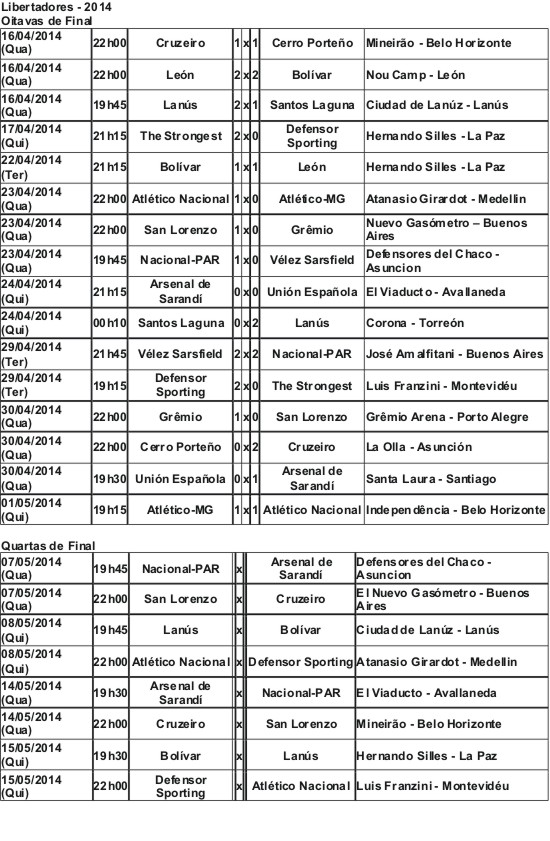 Libertadores - 2014
Oitavas de Final
16/04/2014 (Qua) 22h00 Cruzeiro 1 x 1 Cerro Porteño Mineirão - Belo Horizonte
16/04/2014 (Qua) 22h00 León 2 x 2 Bolívar Nou Camp - León
16/04/2014 (Qua) 19h45 Lanús 2 x 1 Santos Laguna Ciudad de Lanúz - Lanús
17/04/2014 (Qui) 21h15 The Strongest 2 x 0 Defensor Sporting Hernando Silles - La Paz
22/04/2014 (Ter) 21h15 Bolívar 1 x 1 León Hernando Silles - La Paz
23/04/2014 (Qua) 22h00 Atlético Nacional 1 x 0 Atlético-MG Atanasio Girardot - Medellin
23/04/2014 (Qua) 22h00 San Lorenzo 1 x 0 Grêmio Nuevo Gasómetro – Buenos Aires
23/04/2014 (Qua) 19h45 Nacional-PAR 1 x 0 Vélez Sarsfield Defensores del Chaco - Asuncion
24/04/2014 (Qui) 21h15 Arsenal de Sarandí 0 x 0 Unión Española El Viaducto - Avallaneda
24/04/2014 (Qui) 00h10 Santos Laguna 0 x 2 Lanús Corona - Torreón
29/04/2014 (Ter) 21h45 Vélez Sarsfield 2 x 2 Nacional-PAR José Amalfitani - Buenos Aires
29/04/2014 (Ter) 19h15 Defensor Sporting 2 x 0 The Strongest Luis Franzini - Montevidéu
30/04/2014 (Qua) 22h00 Grêmio 1 x 0 San Lorenzo Grêmio Arena - Porto Alegre
30/04/2014 (Qua) 22h00 Cerro Porteño 0 x 2 Cruzeiro La Olla - Asunción
30/04/2014 (Qua) 19h30 Unión Española 0 x 1 Arsenal de Sarandí Santa Laura - Santiago
01/05/2014 (Qui) 19h15 Atlético-MG 1 x 1 Atlético Nacional Independência - Belo Horizonte
Quartas de Final
07/05/2014 (Qua) 19h45 Nacional-PAR x Arsenal de Sarandí Defensores del Chaco - Asuncion
07/05/2014 (Qua) 22h00 San Lorenzo x Cruzeiro El Nuevo Gasómetro - Buenos Aires
08/05/2014 (Qui) 19h45 Lanús x Bolívar Ciudad de Lanúz - Lanús
08/05/2014 (Qui) 22h00 Atlético Nacional x Defensor Sporting Atanasio Girardot - Medellin
14/05/2014 (Qua) 19h30 Arsenal de Sarandí x Nacional-PAR El Viaducto - Avallaneda
14/05/2014 (Qua) 22h00 Cruzeiro x San Lorenzo Mineirão - Belo Horizonte
15/05/2014 (Qui) 19h30 Bolívar x Lanús Hernando Silles - La Paz
15/05/2014 (Qui) 22h00 Defensor Sporting x Atlético Nacional Luis Franzini - Montevidéu